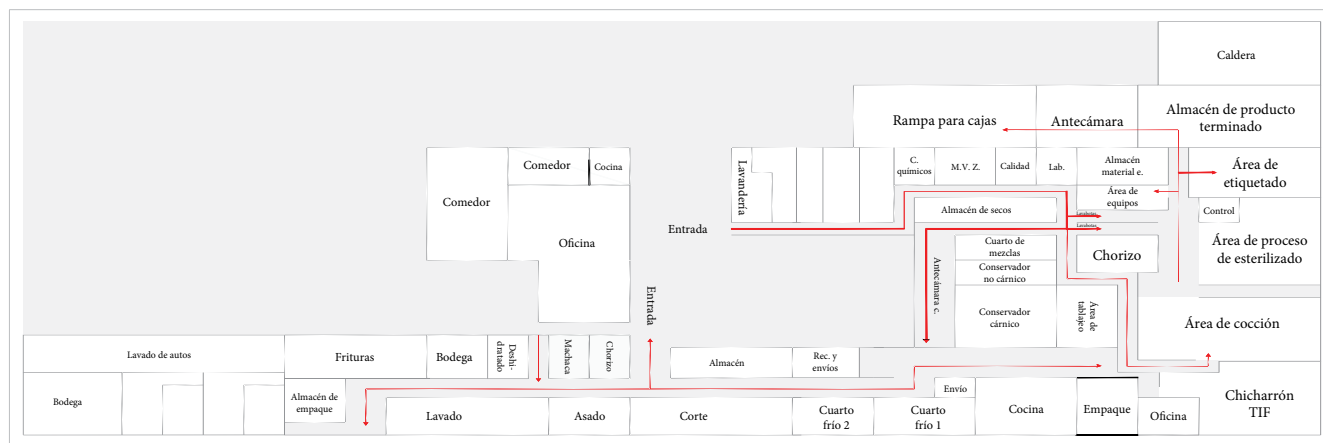 Caldera
Rampa para cajas
Antecámara
Almacén de producto
terminado
Lavandería
C.
químicos
M.V. Z.
Calidad
Lab.
Almacén
material e.
Área de
etiquetado
Comedor
Cocina
Comedor
Oficina
Área de
equipos
Almacén de secos
Control
Entrada
Lavabotas
Lavabotas
Cuarto de
mezclas
Chorizo
Área de proceso
de esterilizado
Conservador
no cárnico
Antecámara c.
Conservador
cárnico
Área de
tablajeo
Entrada
Área de cocción
Lavado de autos
Frituras
Bodega
Deshi-
dratado
Machaca
Chorizo
Almacén
Rec. y
envíos
Bodega
Almacén de
empaque
Lavado
Asado
Corte
Cuarto
frío 2
Cuarto
frío 1
Envío
Cocina
Empaque
Oficina
Chicharrón
TIF